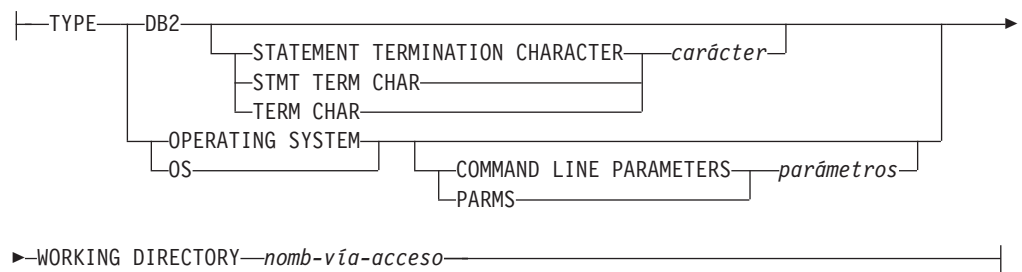 TYPE DB2
STATEMENT TERMINATION CHARACTER carácter
STMT TERM CHAR
TERM CHAR
OPERATING SYSTEM
OS
COMMAND LINE PARAMETERS parámetros
PARMS
WORKING DIRECTORY nomb-vía-acceso